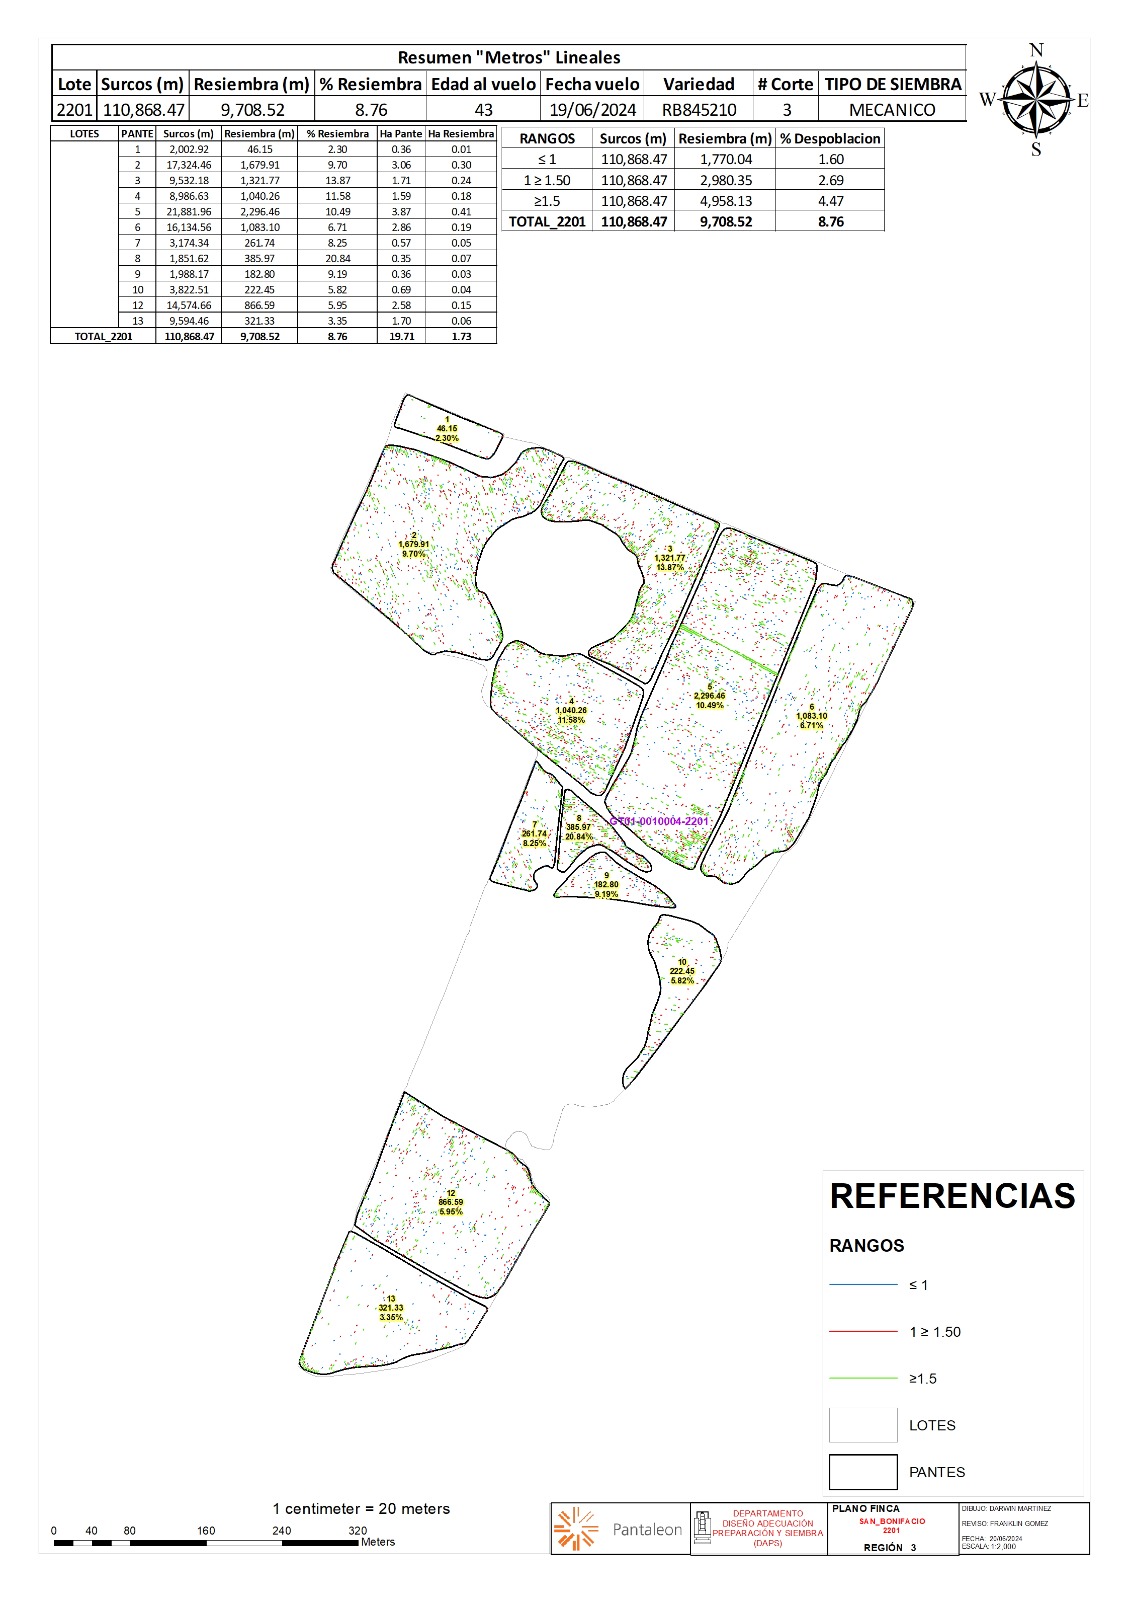 Resumen "Metros" Lineales
Lote Surcos (m) Resiembra (m) % Resiembra Edad al vuelo Fecha vuelo Variedad # Corte TIPO DE SIEMBRA
2201 110,868.47 9,708.52 8.76 43 19/06/2024 RB845210 3 MECANICO
N
W E
S
LOTES PANTE Surcos (m) Resiembra (m) % Resiembra Ha Pante Ha Resiembra
1 2,002.92 46.15 2.30 0.36 0.01
2 17,324.46 1,679.91 9.70 3.06 0.30
3 9,532.18 1,321.77 13.87 1.71 0.24
4 8,986.63 1,040.26 11.58 1.59 0.18
5 21,881.96 2,296.46 10.49 3.87 0.41
6 16,134.56 1,083.10 6.71 2.86 0.19
7 3,174.34 261.74 8.25 0.57 0.05
8 1,851.62 385.97 20.84 0.35 0.07
9 1,988.17 182.80 9.19 0.36 0.03
10 3,822.51 222.45 5.82 0.69 0.04
12 14,574.66 866.59 5.95 2.58 0.15
13 9,594.46 321.33 3.35 1.70 0.06
TOTAL_2201 110,868.47 9,708.52 8.76 19.71 1.73
RANGOS Surcos (m) Resiembra (m) % Despoblacion
≤ 1 110,868.47 1,770.04 1.60
1 ≥ 1.50 110,868.47 2,980.35 2.69
≥1.5 110,868.47 4,958.13 4.47
TOTAL_2201 110,868.47 9,708.52 8.76
1
46.15
2.30%
2
1,679.91
9.70%
3
1,321.77
13.87%
4
1,040.26
11.58%
5
2,296.46
10.49%
6
1,083.10
6.71%
7
261.74
8.25%
8
385.97
20.84%
GT01-0010004-2201
9
182.80
9.19%
10
222.45
5.82%
12
866.59
5.95%
13
321.33
3.35%
REFERENCIAS
RANGOS
≤ 1
1 ≥ 1.50
≥1.5
LOTES
PANTES
1 centimeter = 20 meters
0 40 80 160 240 320
Meters
Pantaleon
DEPARTAMENTO
DISEÑO ADECUACIÓN
PREPARACIÓN Y SIEMBRA
(DAPS)
PLANO FINCA
SAN_BONIFACIO
2201
REGIÓN 3
DIBUJO: DARWIN MARTINEZ
REVISO: FRANKLIN GOMEZ
FECHA: 20/06/2024
ESCALA: 1:2,000